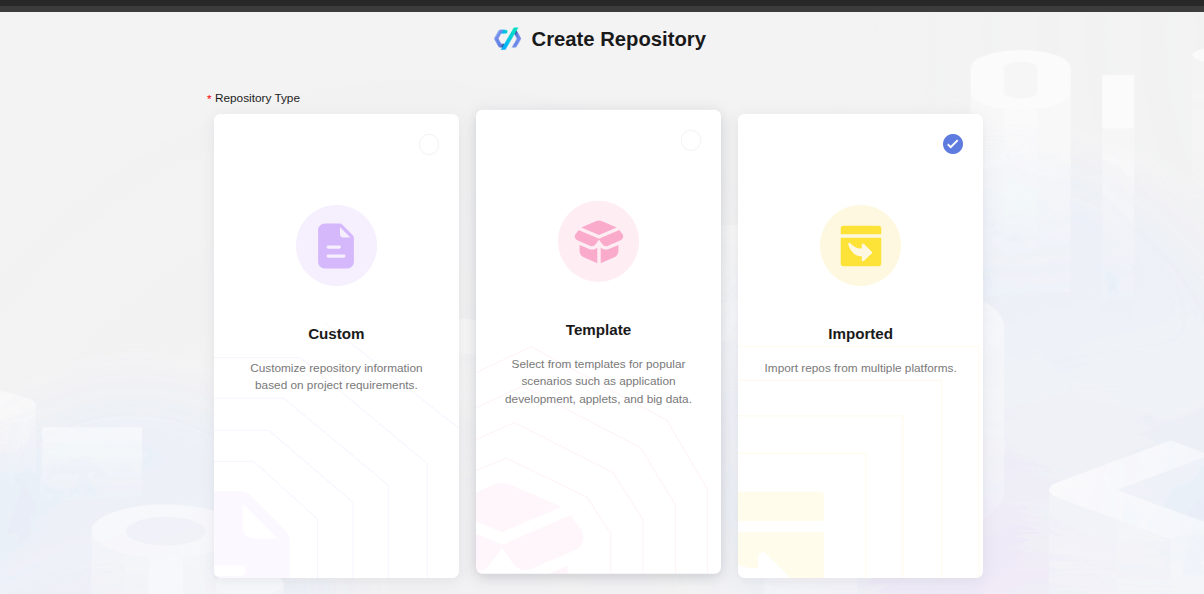 Create Repository
* Repository Type
Custom
Customize repository information
based on project requirements.
Template
Select from templates for popular
scenarios such as application
development, applets, and big data.
Imported
Import repos from multiple platforms.